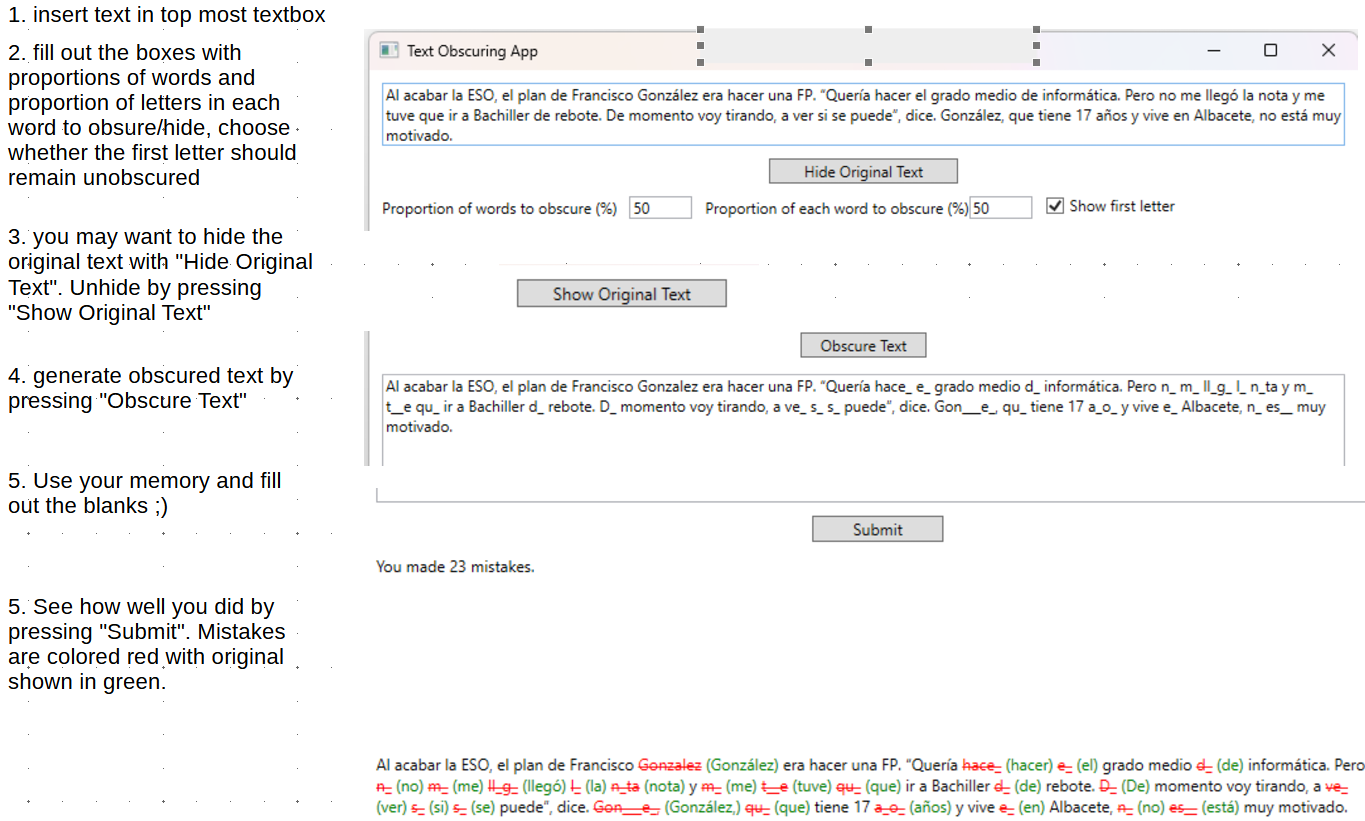 1. insert text in top most textbox
2. fill out the boxes with
proportions of words and
proportion of letters in each
word to obsure/hide, choose
whether the first letter should
remain unobscured
3. you may want to hide the
original text with "Hide Original
Text". Unhide by pressing
"Show Original Text"
4. generate obscured text by
pressing "Obscure Text"
5. Use your memory and fill
out the blanks ;)
5. See how well you did by
pressing "Submit". Mistakes
are colored red with original
shown in green.
Text Obscuring App
Al acabar la ESO, el plan de Francisco González era hacer una FP. “Quería hacer el grado medio de informática. Pero no me llegó la nota y me
tuve que ir a Bachiller de rebote. De momento voy tirando, a ver si se puede”, dice. González, que tiene 17 años y vive en Albacete, no está muy
motivado.
Hide Original Text
Proportion of words to obscure (%) 50 Proportion of each word to obscure (%) 50 Show first letter
Show Original Text
Obscure Text
Al acabar la ESO, el plan de Francisco Gonzalez era hacer una FP. “Quería hace_ e_ grado medio d_ informática. Pero n_ m_ ll_g_ l_ n_ta y m_
t__e qu_ ir a Bachiller d_ rebote. D_ momento voy tirando, a ve_ s_ s_ puede”, dice. Gon___e_, qu_ tiene 17 a_o_ y vive e_ Albacete, n_ es__ muy
motivado.
Submit
You made 23 mistakes.
Al acabar la ESO, el plan de Francisco Gonzalez (González) era hacer una FP. “Quería hace_ (hacer) e_ (el) grado medio d_ (de) informática. Pero
n_ (no) m_ (me) ll_g_ (llegó) l_ (la) n_ta (nota) y m_ (me) t__e (tuve) qu_ (que) ir a Bachiller d_ (de) rebote. D_ (De) momento voy tirando, a ve_
(ver) s_ (si) s_ (se) puede”, dice. Gon___e_, (González,) qu_ (que) tiene 17 a_o_ (años) y vive e_ (en) Albacete, n_ (no) es__ (está) muy motivado.